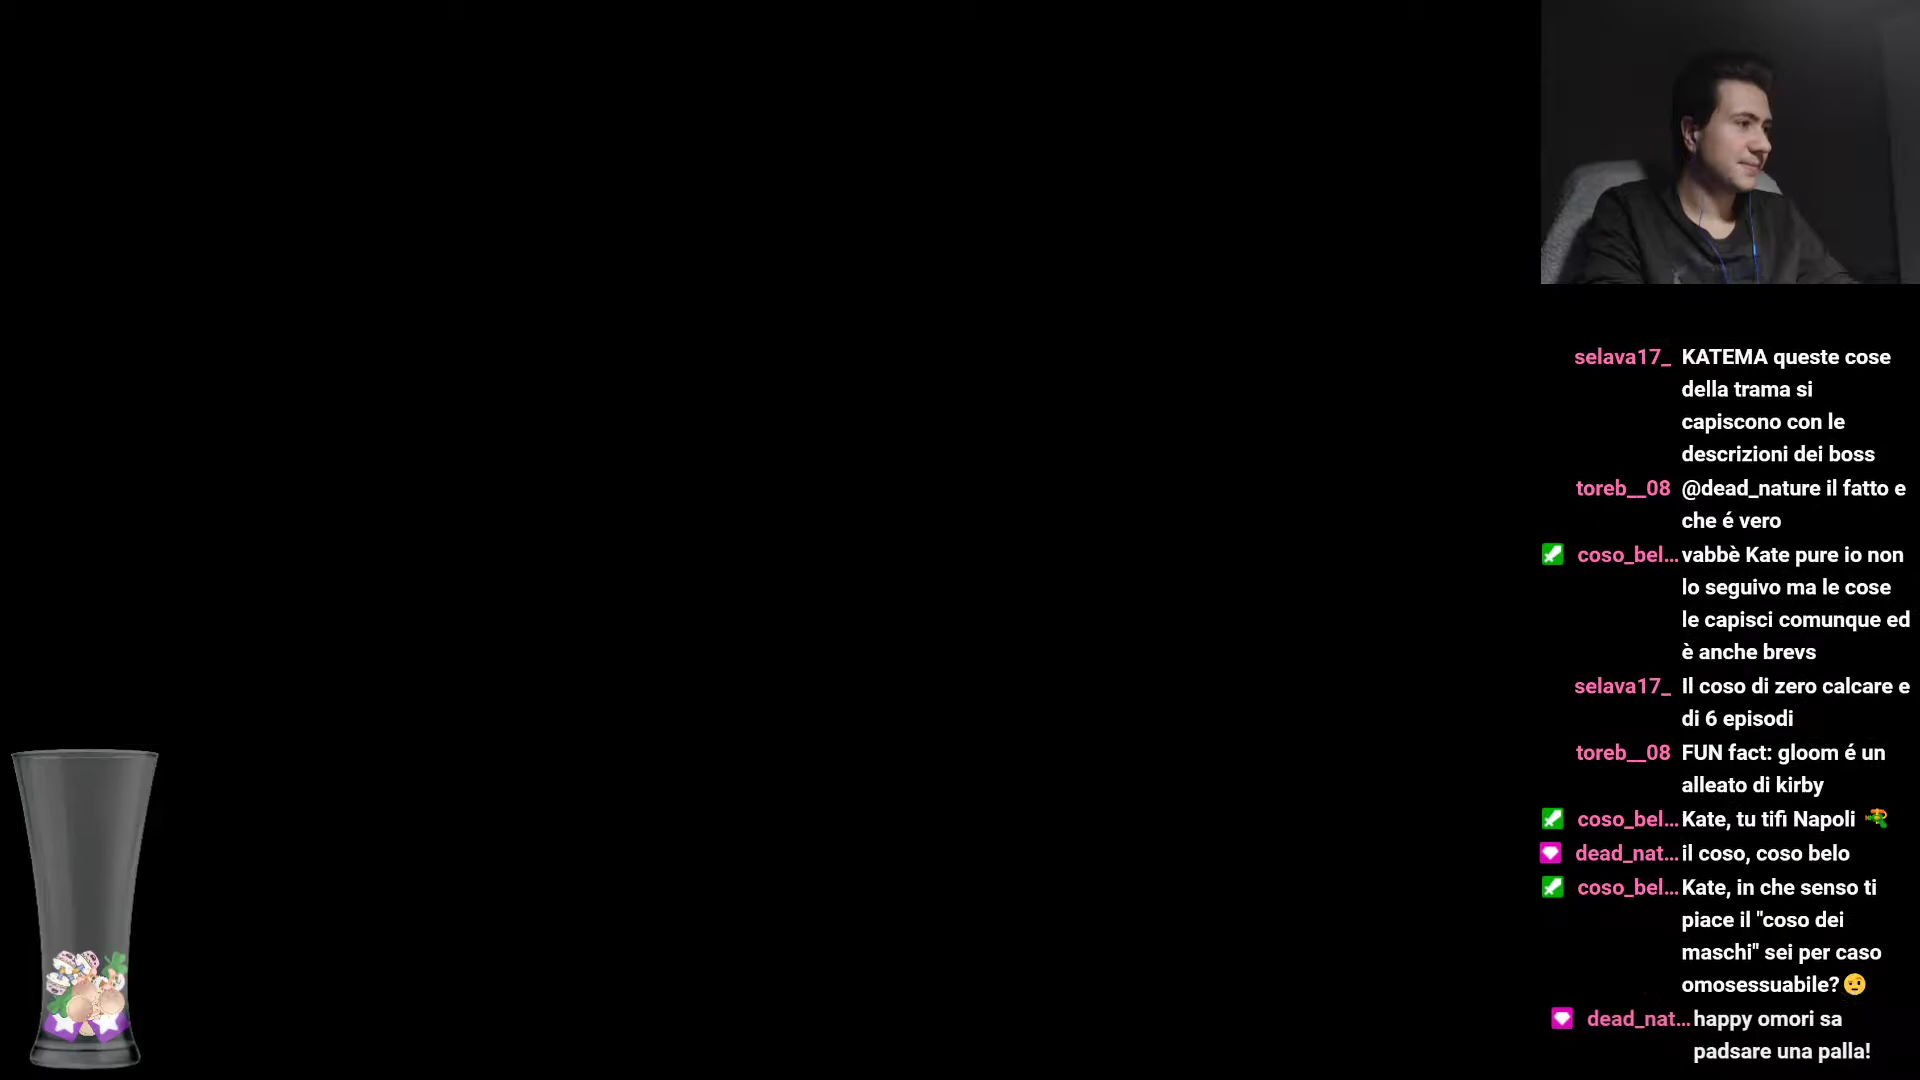 selava17_ KATEMA queste cose
della trama si
capiscono con le
descrizioni dei boss
toreb__08 @dead_nature il fatto e
che é vero
coso_bel... vabbè Kate pure io non
lo seguivo ma le cose
le capisci comunque ed
è anche brevs
selava17_ Il coso di zero calcare e
di 6 episodi
toreb__08 FUN fact: gloom é un
alleato di kirby
coso_bel... Kate, tu tifi Napoli
dead_nat... il coso, coso belo
coso_bel... Kate, in che senso ti
piace il "coso dei
maschi" sei per caso
omosessuabile?🤨
dead_nat... happy omori sa
padsare una palla!